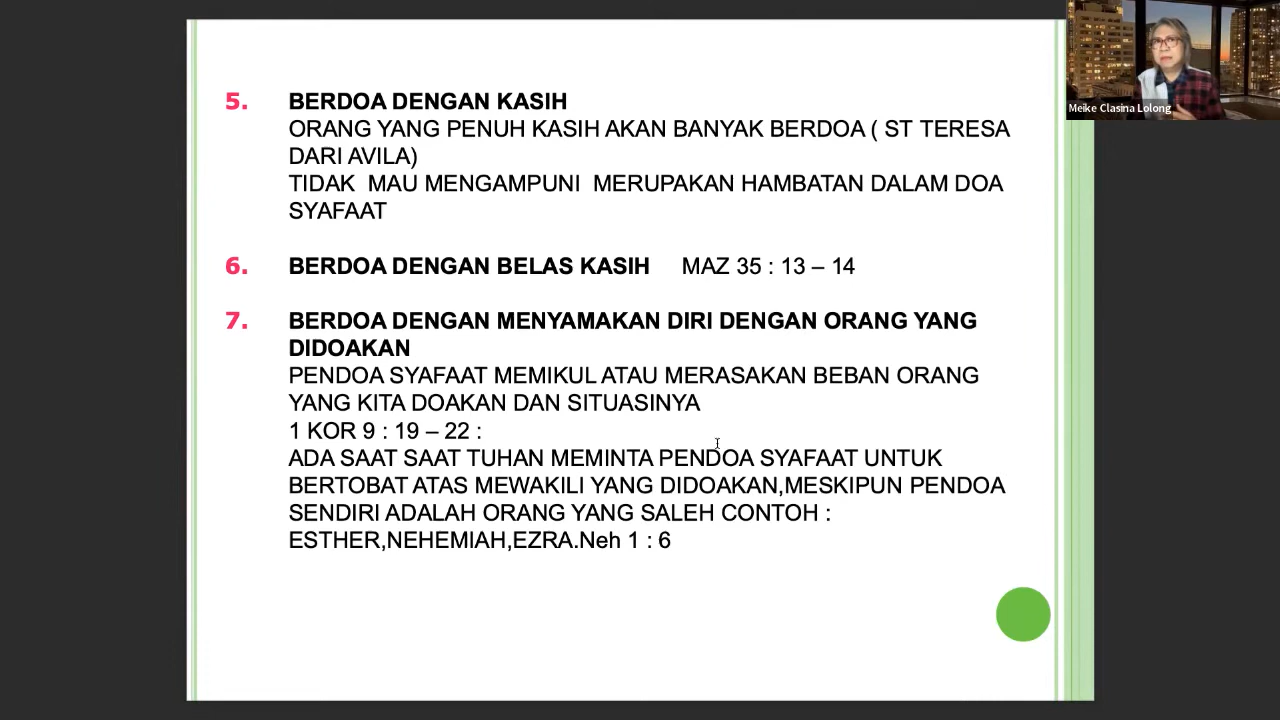 5. BERDOA DENGAN KASIH
ORANG YANG PENUH KASIH AKAN BANYAK BERDOA ( ST TERESA
DARI AVILA)
TIDAK MAU MENGAMPUNI MERUPAKAN HAMBATAN DALAM DOA
SYAFAAT
6. BERDOA DENGAN BELAS KASIH MAZ 35 : 13 – 14
7. BERDOA DENGAN MENYAMAKAN DIRI DENGAN ORANG YANG
DIDOAKAN
PENDOA SYAFAAT MEMIKUL ATAU MERASAKAN BEBAN ORANG
YANG KITA DOAKAN DAN SITUASINYA
1 KOR 9 : 19 – 22 :
ADA SAAT SAAT TUHAN MEMINTA PENDOA SYAFAAT UNTUK
BERTOBAT ATAS MEWAKILI YANG DIDOAKAN,MESKIPUN PENDOA
SENDIRI ADALAH ORANG YANG SALEH CONTOH :
ESTHER,NEHEMIAH,EZRA.Neh 1 : 6
Meike Clasina Lolong